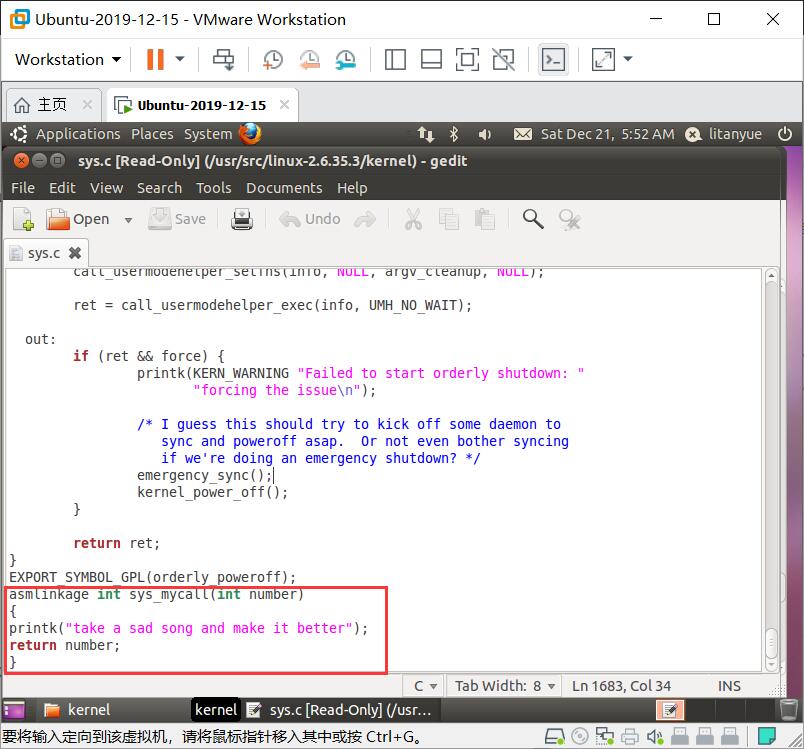 Ubuntu-2019-12-15 - VMware Workstation
Workstation
主页
Ubuntu-2019-12-15
Applications Places System
Sat Dec 21, 5:52 AM
litanyue
sys.c [Read-Only] (/usr/src/linux-2.6.35.3/kernel) - gedit
File Edit View Search Tools Documents Help
Open Save Undo
sys.c
call_usermodehelper_setfns(info, NULL, argv_cleanup, NULL);
ret = call_usermodehelper_exec(info, UMH_NO_WAIT);
out:
if (ret && force) {
printk(KERN_WARNING "Failed to start orderly shutdown: "
"forcing the issue\n");
/* I guess this should try to kick off some daemon to
sync and poweroff asap.  Or not even bother syncing
if we're doing an emergency shutdown? */
emergency_sync();
kernel_power_off();
}
return ret;
}
EXPORT_SYMBOL_GPL(orderly_poweroff);
asmlinkage int sys_mycall(int number)
{
printk("take a sad song and make it better");
return number;
}
C Tab Width: 8 Ln 1683, Col 34 INS
kernel
kernel
sys.c [Read-Only] (/usr...
要将输入定向到该虚拟机，请将鼠标指针移入其中或按 Ctrl+G。